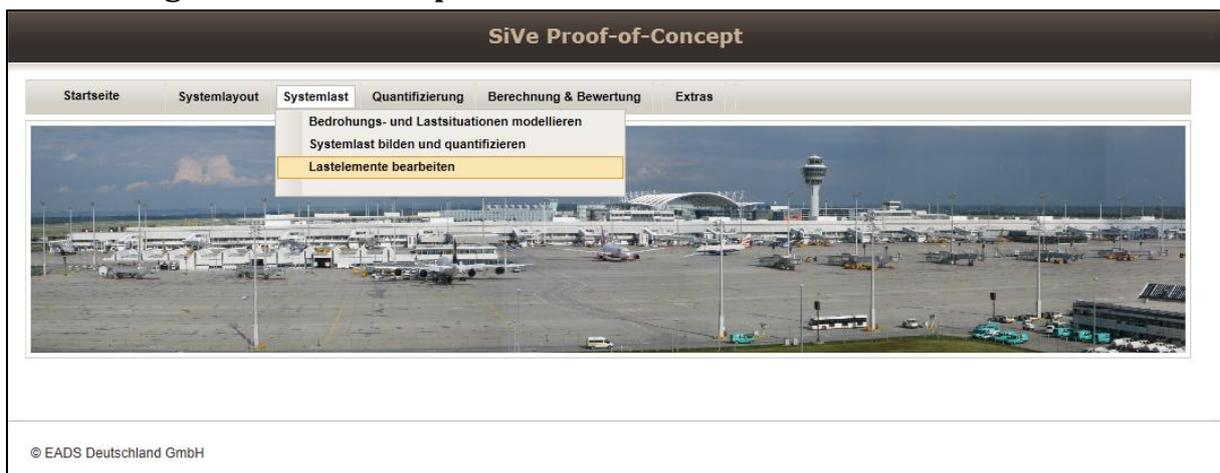 SiVe Proof-of-Concept
Startseite Systemlayout Systemlast Quantifizierung Berechnung & Bewertung Extras
Bedrohungs- und Lastsituationen modellieren
Systemlast bilden und quantifizieren
Lastelemente bearbeiten
© EADS Deutschland GmbH